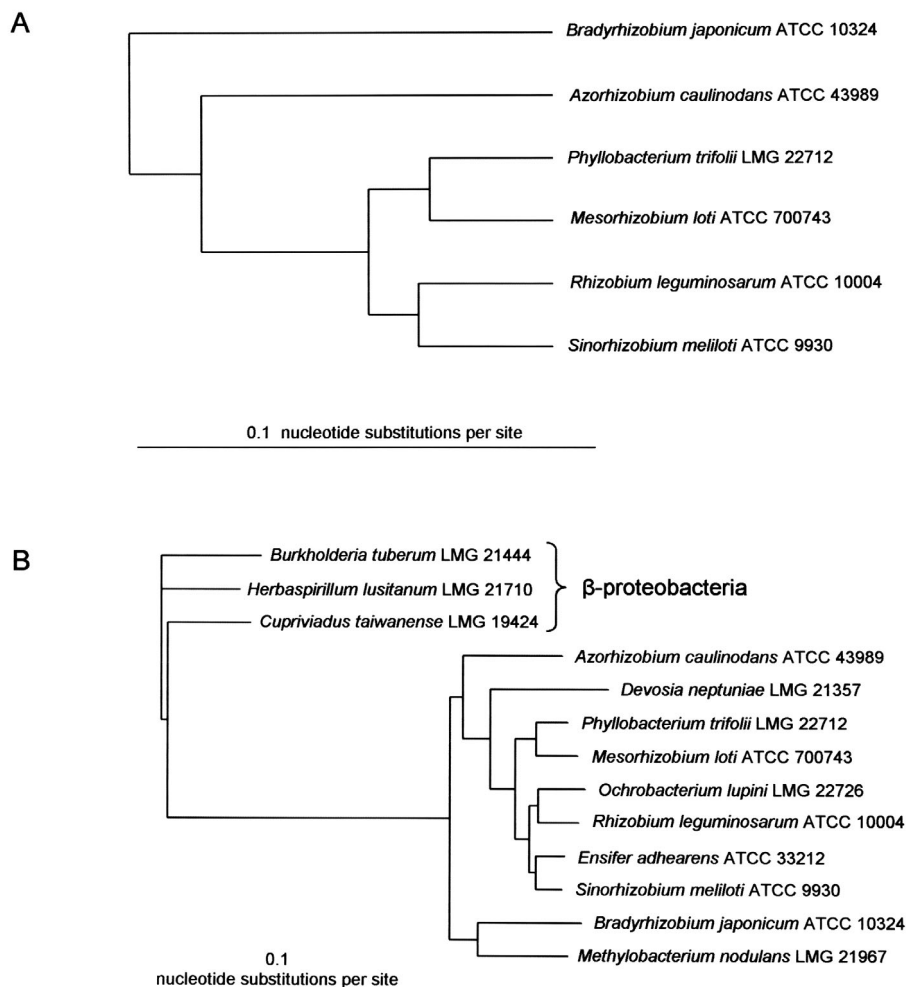 A
Bradyrhizobium japonicum ATCC 10324
Azorhizobium caulinodans ATCC 43989
Phyllobacterium trifolii LMG 22712
Mesorhizobium loti ATCC 700743
Rhizobium leguminosarum ATCC 10004
Sinorhizobium meliloti ATCC 9930
0.1 nucleotide substitutions per site
B
Burkholderia tuberum LMG 21444
Herbaspirillum lusitanum LMG 21710
Cupriviadus taiwanense LMG 19424
β-proteobacteria
Azorhizobium caulinodans ATCC 43989
Devosia neptuniae LMG 21357
Phyllobacterium trifolii LMG 22712
Mesorhizobium loti ATCC 700743
Ochrobacterium lupini LMG 22726
Rhizobium leguminosarum ATCC 10004
Ensifer adhearens ATCC 33212
Sinorhizobium meliloti ATCC 9930
Bradyrhizobium japonicum ATCC 10324
Methylobacterium nodulans LMG 21967
0.1
nucleotide substitutions per site